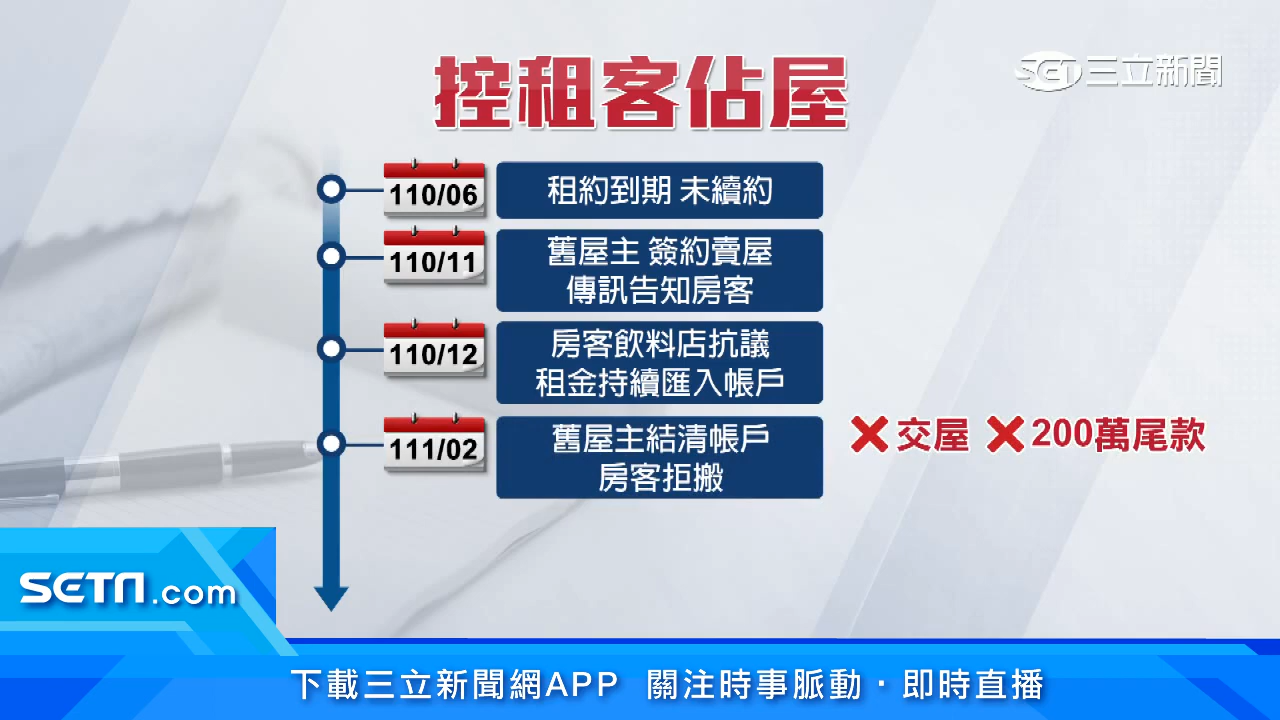 控租客佔屋
SET三立新聞
110/06
租約到期 未續約
110/11
舊屋主 簽約賣屋
傳訊告知房客
110/12
房客飲料店抗議
租金持續匯入帳戶
111/02
舊屋主結清帳戶
房客拒搬
❌交屋 ❌200萬尾款
SETN.com
下載三立新聞網APP 關注時事脈動・即時直播